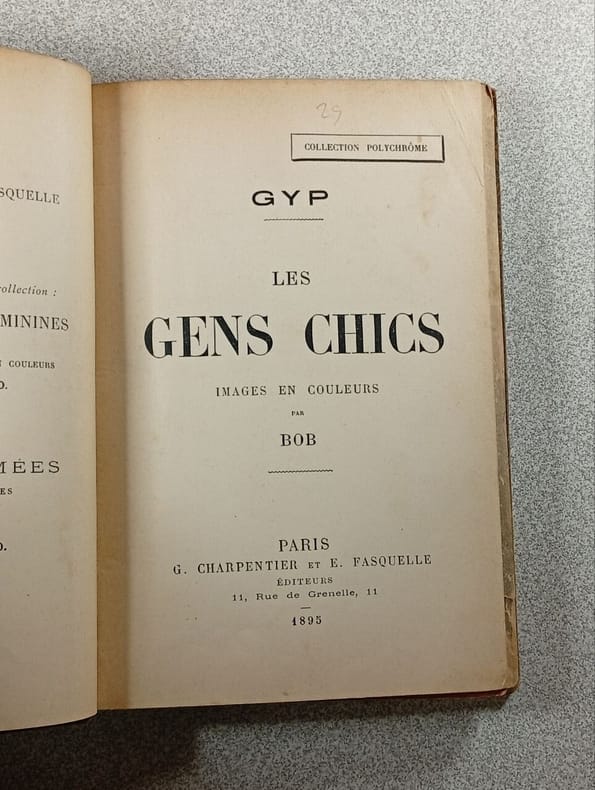 SQUELLE
ollection :
MININES
COULEURS
MÉES
ES
29
COLLECTION POLYCHRÔME
GYP
LES
GENS CHICS
IMAGES EN COULEURS
PAR
BOB
PARIS
G. CHARPENTIER ET E. FASQUELLE
ÉDITEURS
11, Rue de Grenelle, 11
1895